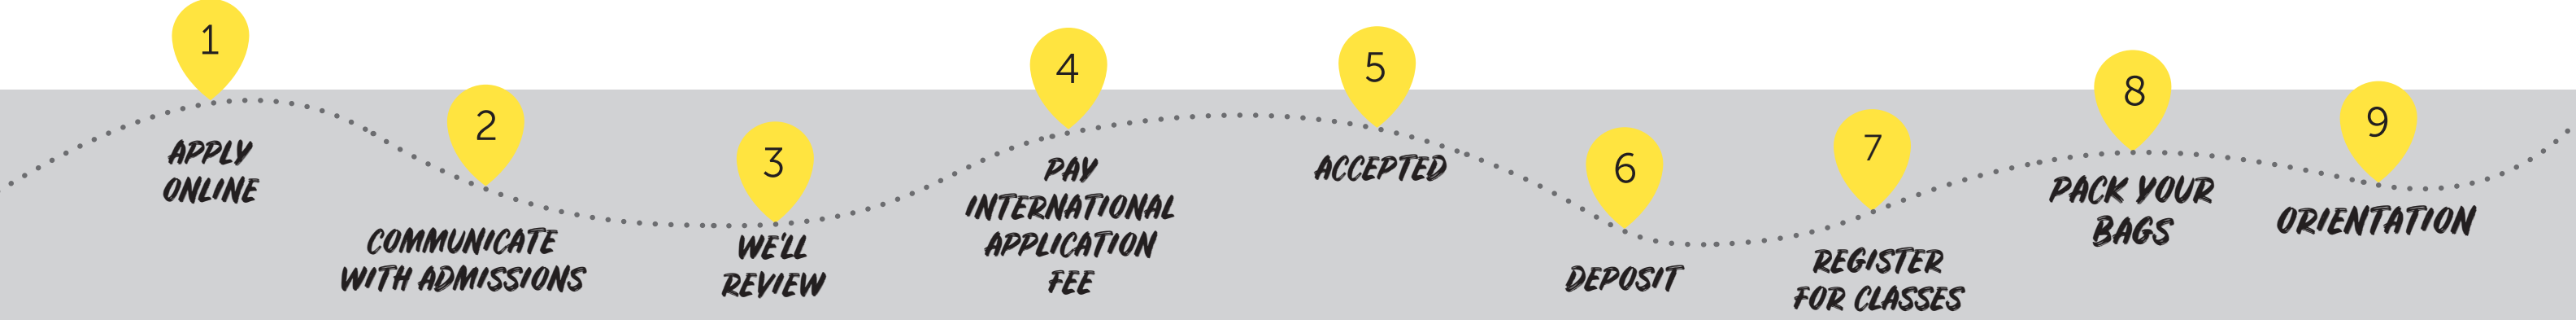 1
APPLY
ONLINE
2
COMMUNICATE
WITH ADMISSIONS
3
WE'LL
REVIEW
4
PAY
INTERNATIONAL
APPLICATION
FEE
5
ACCEPTED
6
DEPOSIT
7
REGISTER
FOR CLASSES
8
PACK YOUR
BAGS
9
ORIENTATION